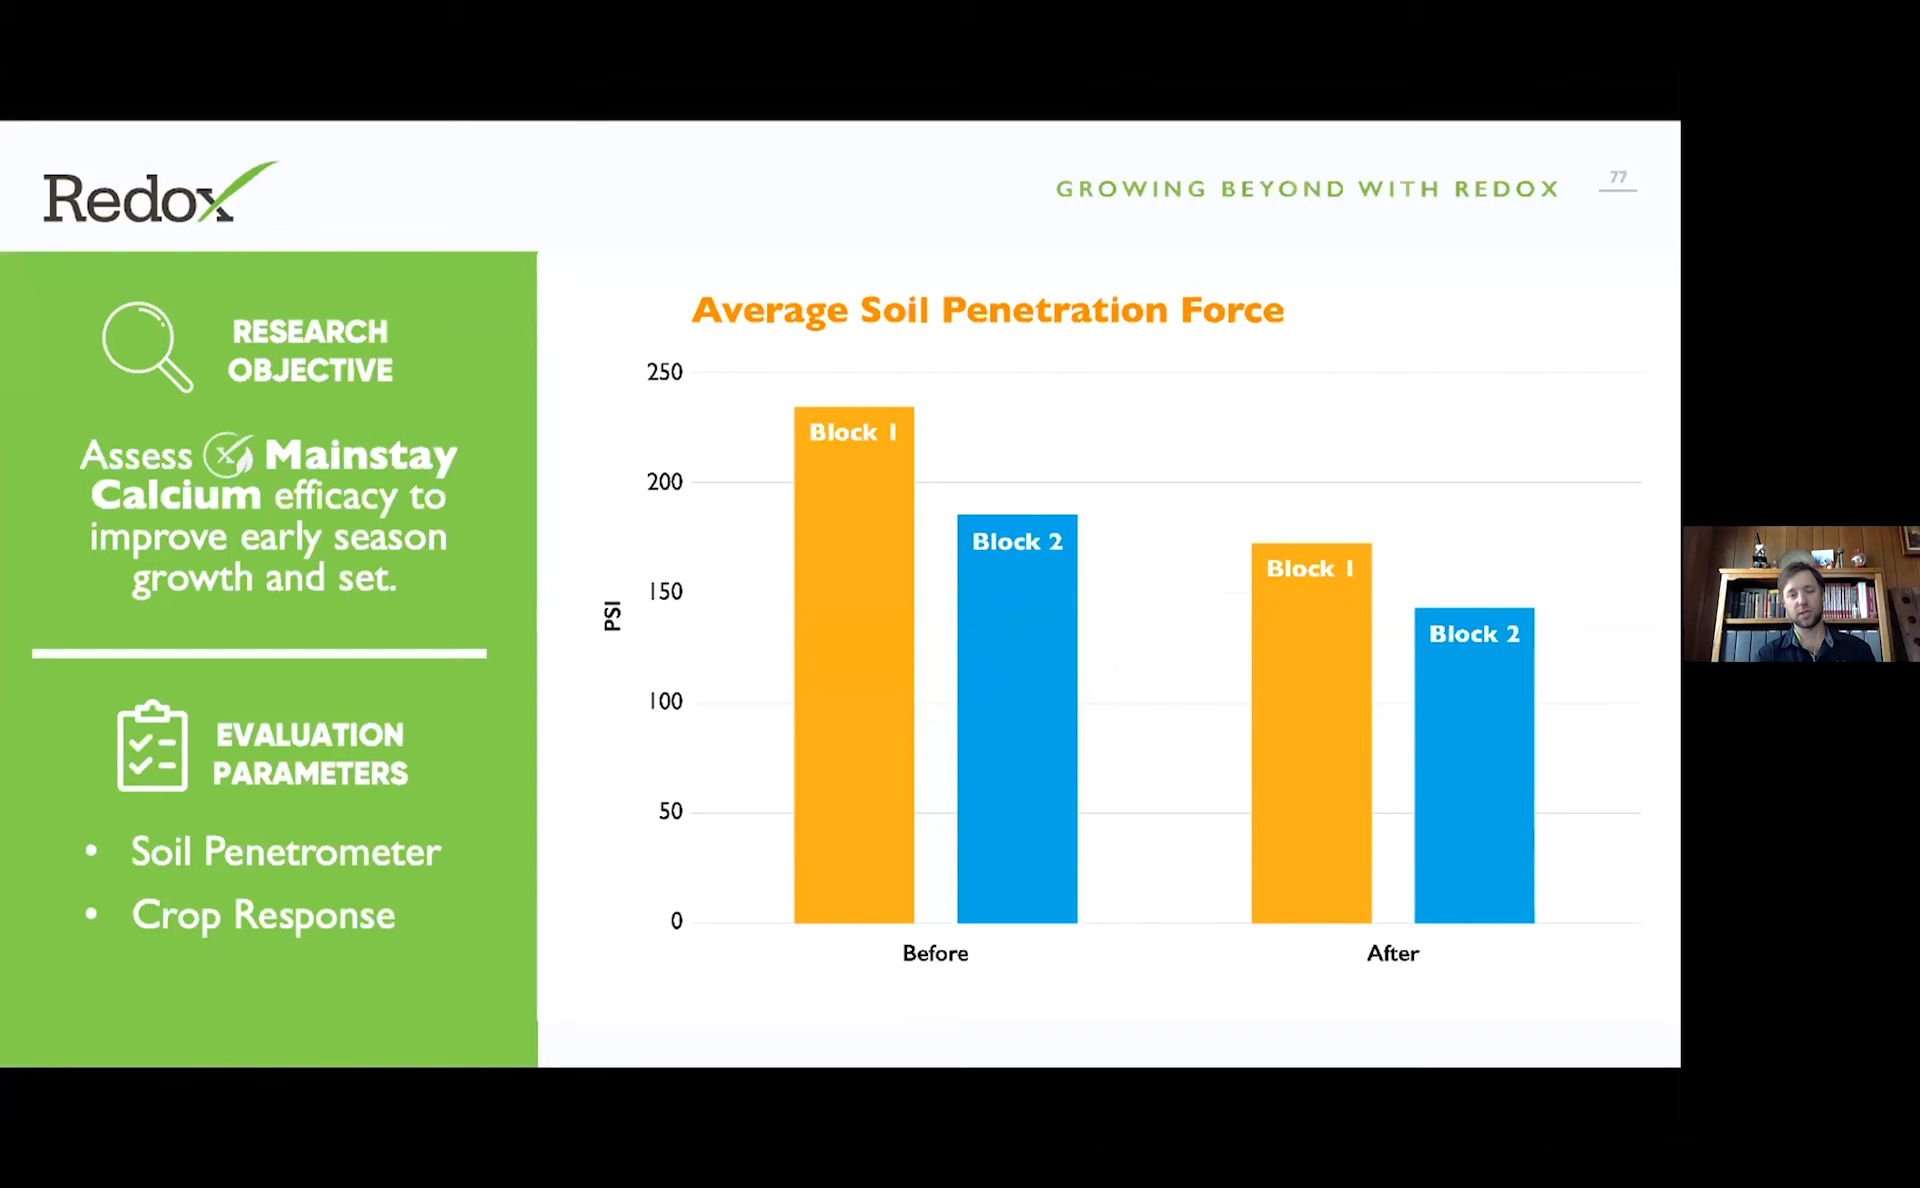 Redox
GROWING BEYOND WITH REDOX
77
RESEARCH
OBJECTIVE
Assess Mainstay
Calcium efficacy to
improve early season
growth and set.
EVALUATION
PARAMETERS
• Soil Penetrometer
• Crop Response
Average Soil Penetration Force
250
200
150
100
50
0
PSI
Block 1
Block 2
Block 1
Block 2
Before
After